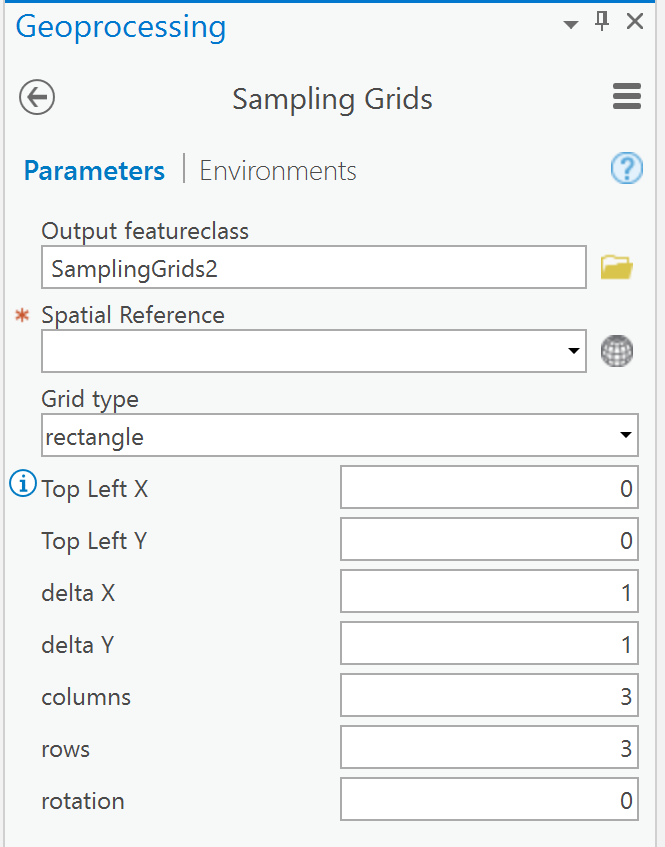 Geoprocessing
Sampling Grids
Parameters | Environments
Output featureclass
SamplingGrids2
* Spatial Reference
Grid type
rectangle
Top Left X 0
Top Left Y 0
delta X 1
delta Y 1
columns 3
rows 3
rotation 0